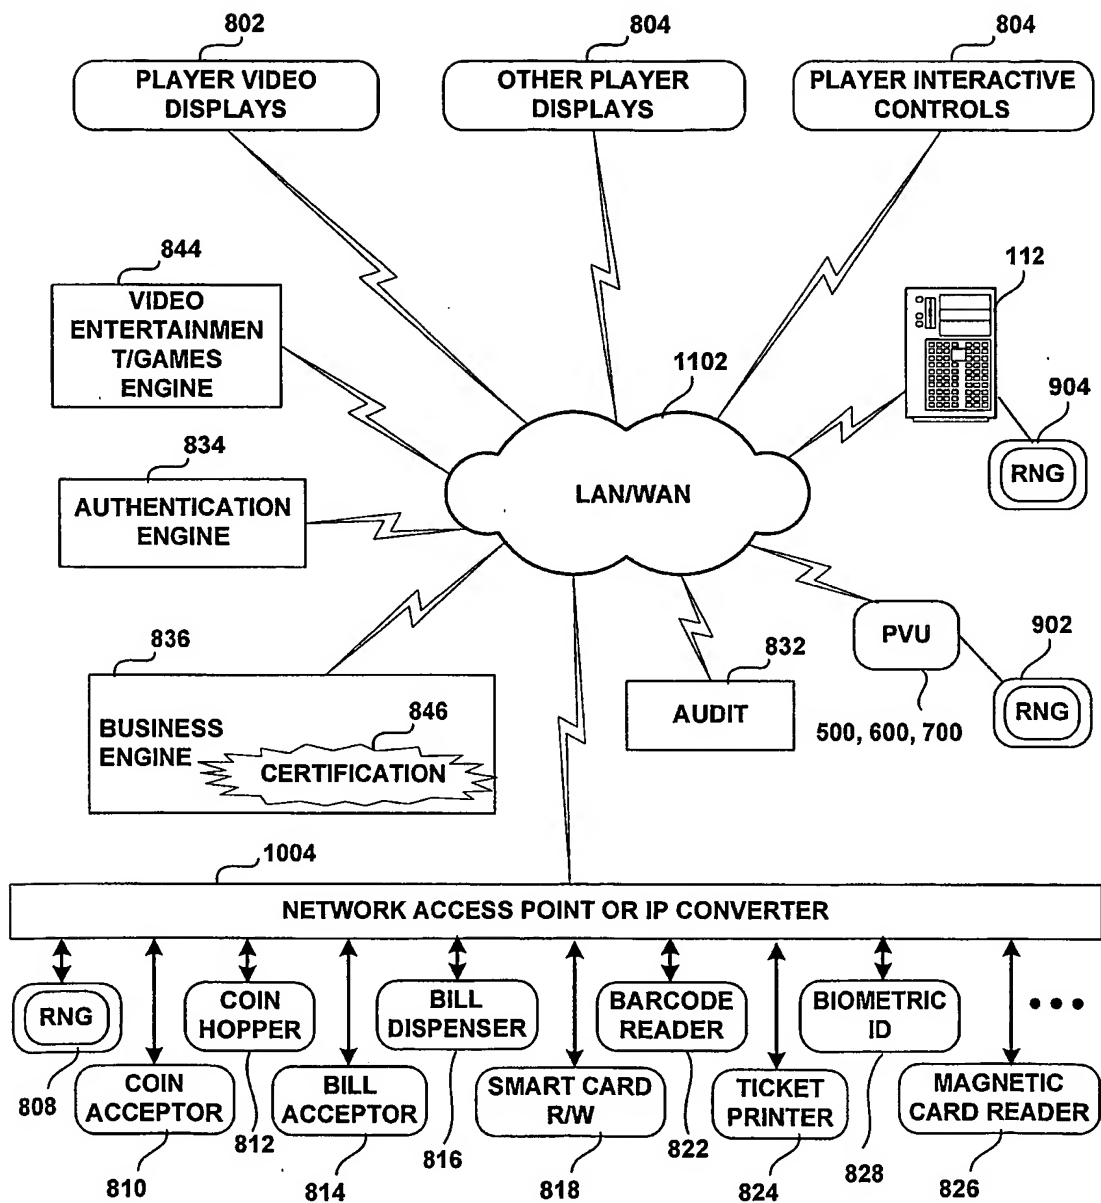 802
804
804
PLAYER VIDEO
DISPLAYS
OTHER PLAYER
DISPLAYS
PLAYER INTERACTIVE
CONTROLS
844
VIDEO
ENTERTAINMEN
T/GAMES
ENGINE
112
1102
904
RNG
LAN/WAN
834
AUTHENTICATION
ENGINE
PVU
500, 600, 700
902
RNG
836
BUSINESS
ENGINE
846
CERTIFICATION
832
AUDIT
1004
NETWORK ACCESS POINT OR IP CONVERTER
RNG
808
COIN
ACCEPTOR
810
COIN
HOPPER
812
BILL
ACCEPTOR
814
BILL
DISPENSER
816
SMART CARD
R/W
818
BARCODE
READER
822
TICKET
PRINTER
824
BIOMETRIC
ID
828
MAGNETIC
CARD READER
826